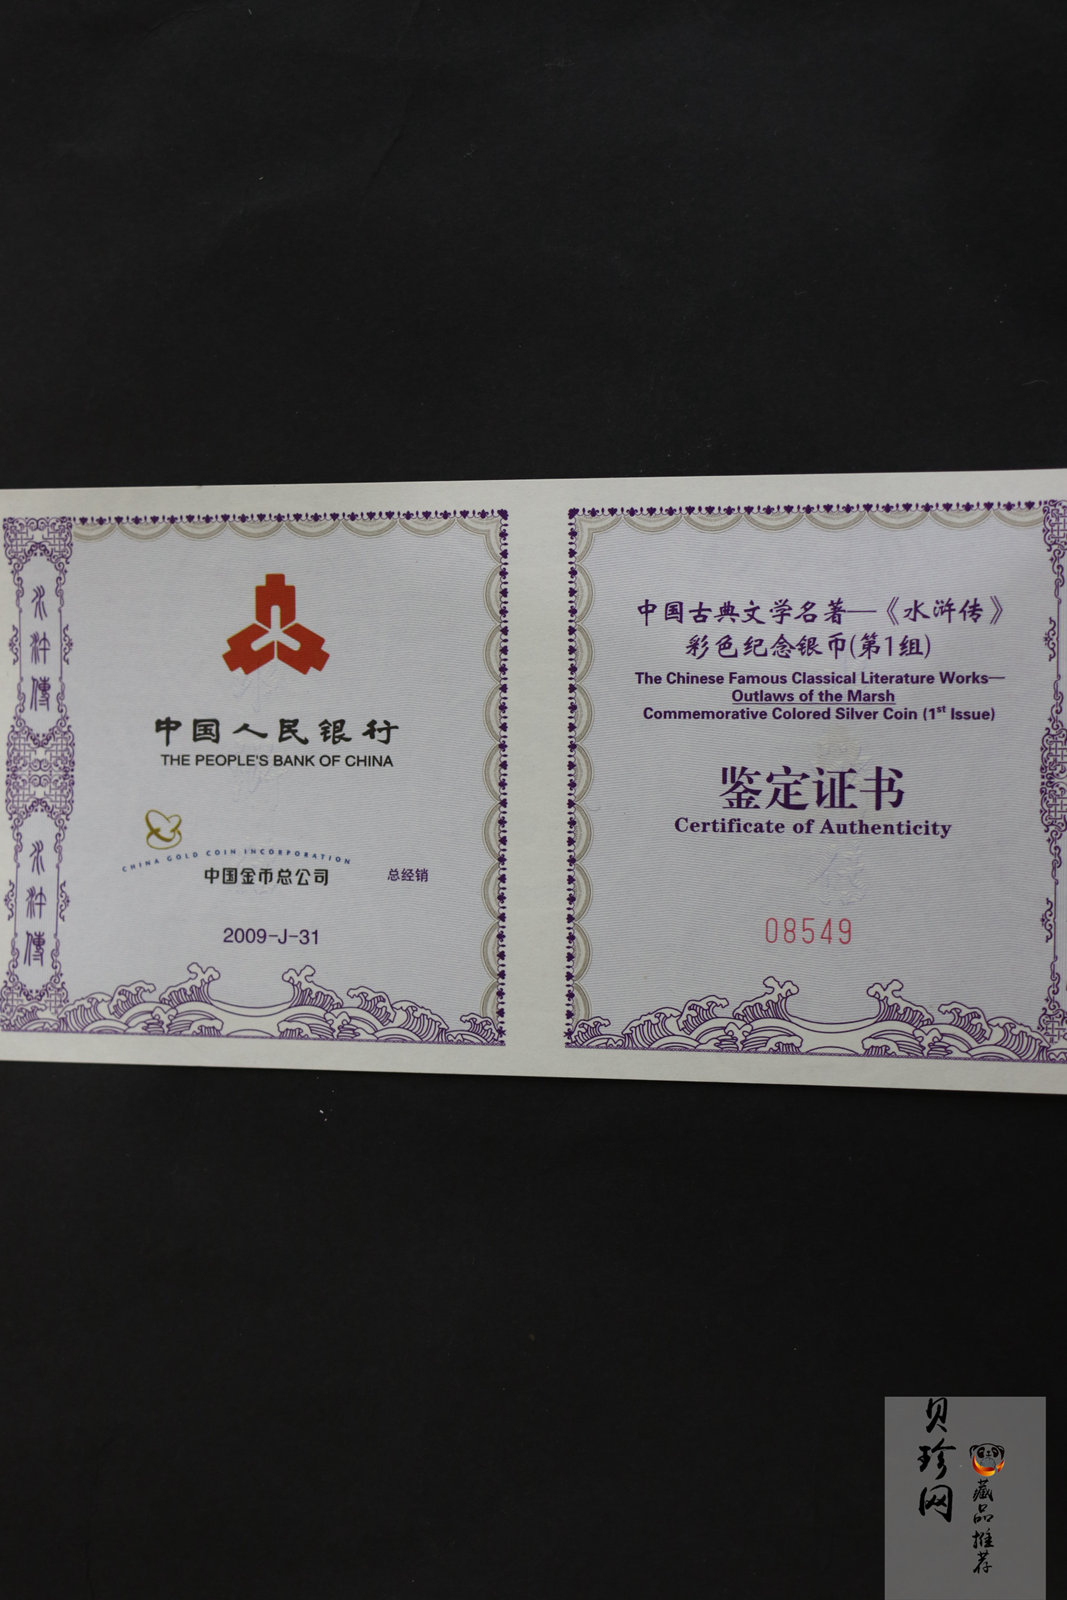 水浒傳
水浒傳
中国人民银行
THE PEOPLE'S BANK OF CHINA
CHINA GOLD COIN INCORPORATION
中国金币总公司
总经销
2009-J-31
中国古典文学名著—《水浒传》
彩色纪念银币(第1组)
The Chinese Famous Classical Literature Works—
Outlaws of the Marsh
Commemorative Colored Silver Coin (1st Issue)
鉴定证书
Certificate of Authenticity
08549
贝珍网
藏品推荐